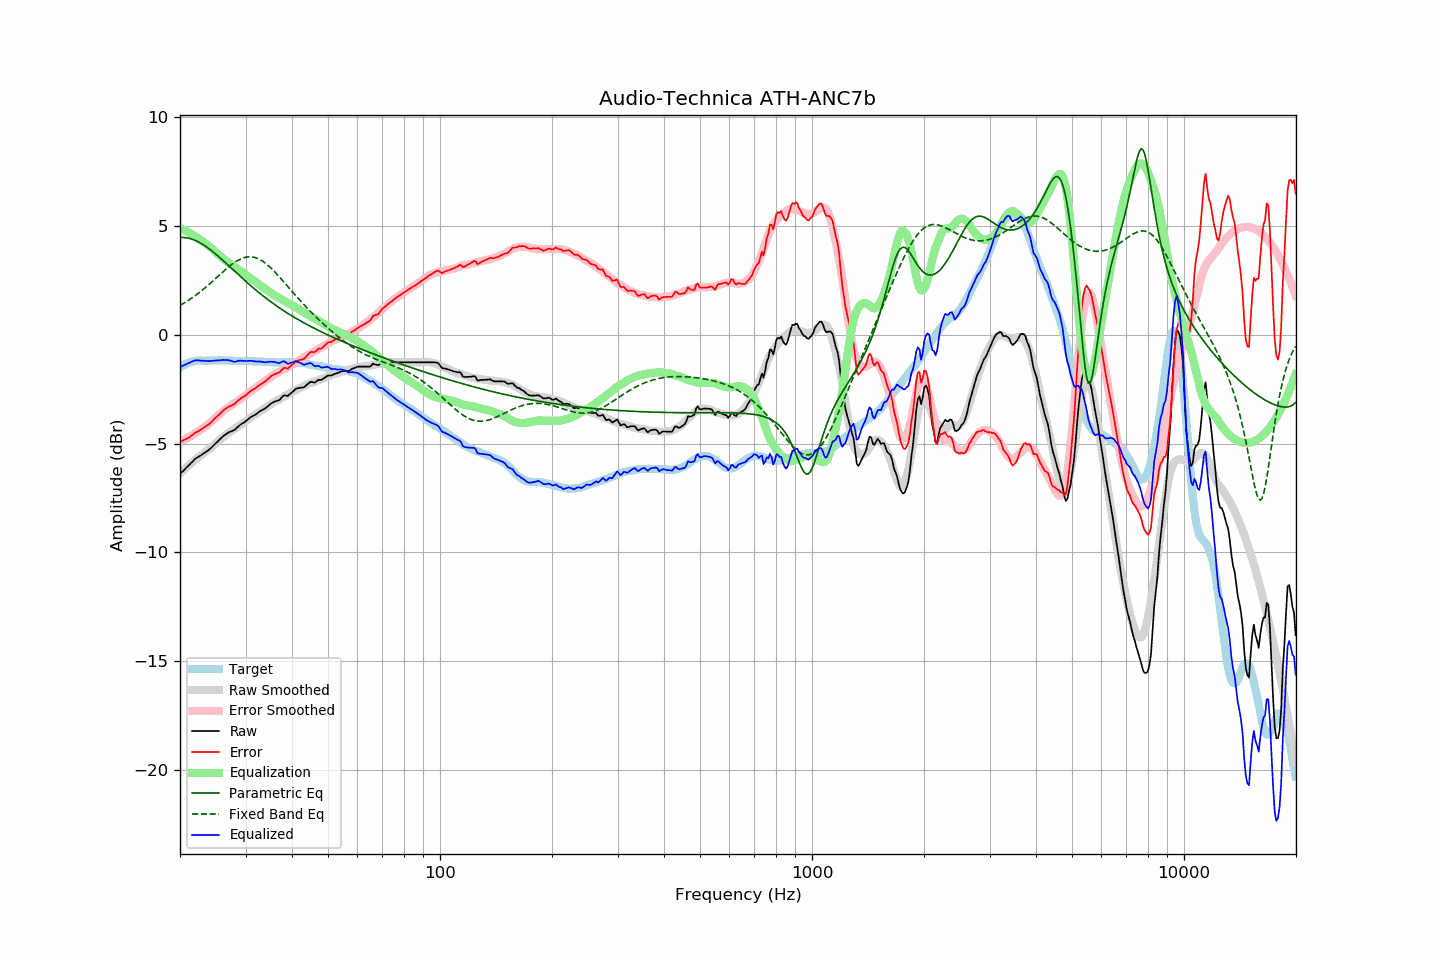 Audio-Technica ATH-ANC7b
10
5
0
−5
−10
−15
−20
Amplitude (dBr)
Target
Raw Smoothed
Error Smoothed
Raw
Error
Equalization
Parametric Eq
Fixed Band Eq
Equalized
100
1000
10000
Frequency (Hz)